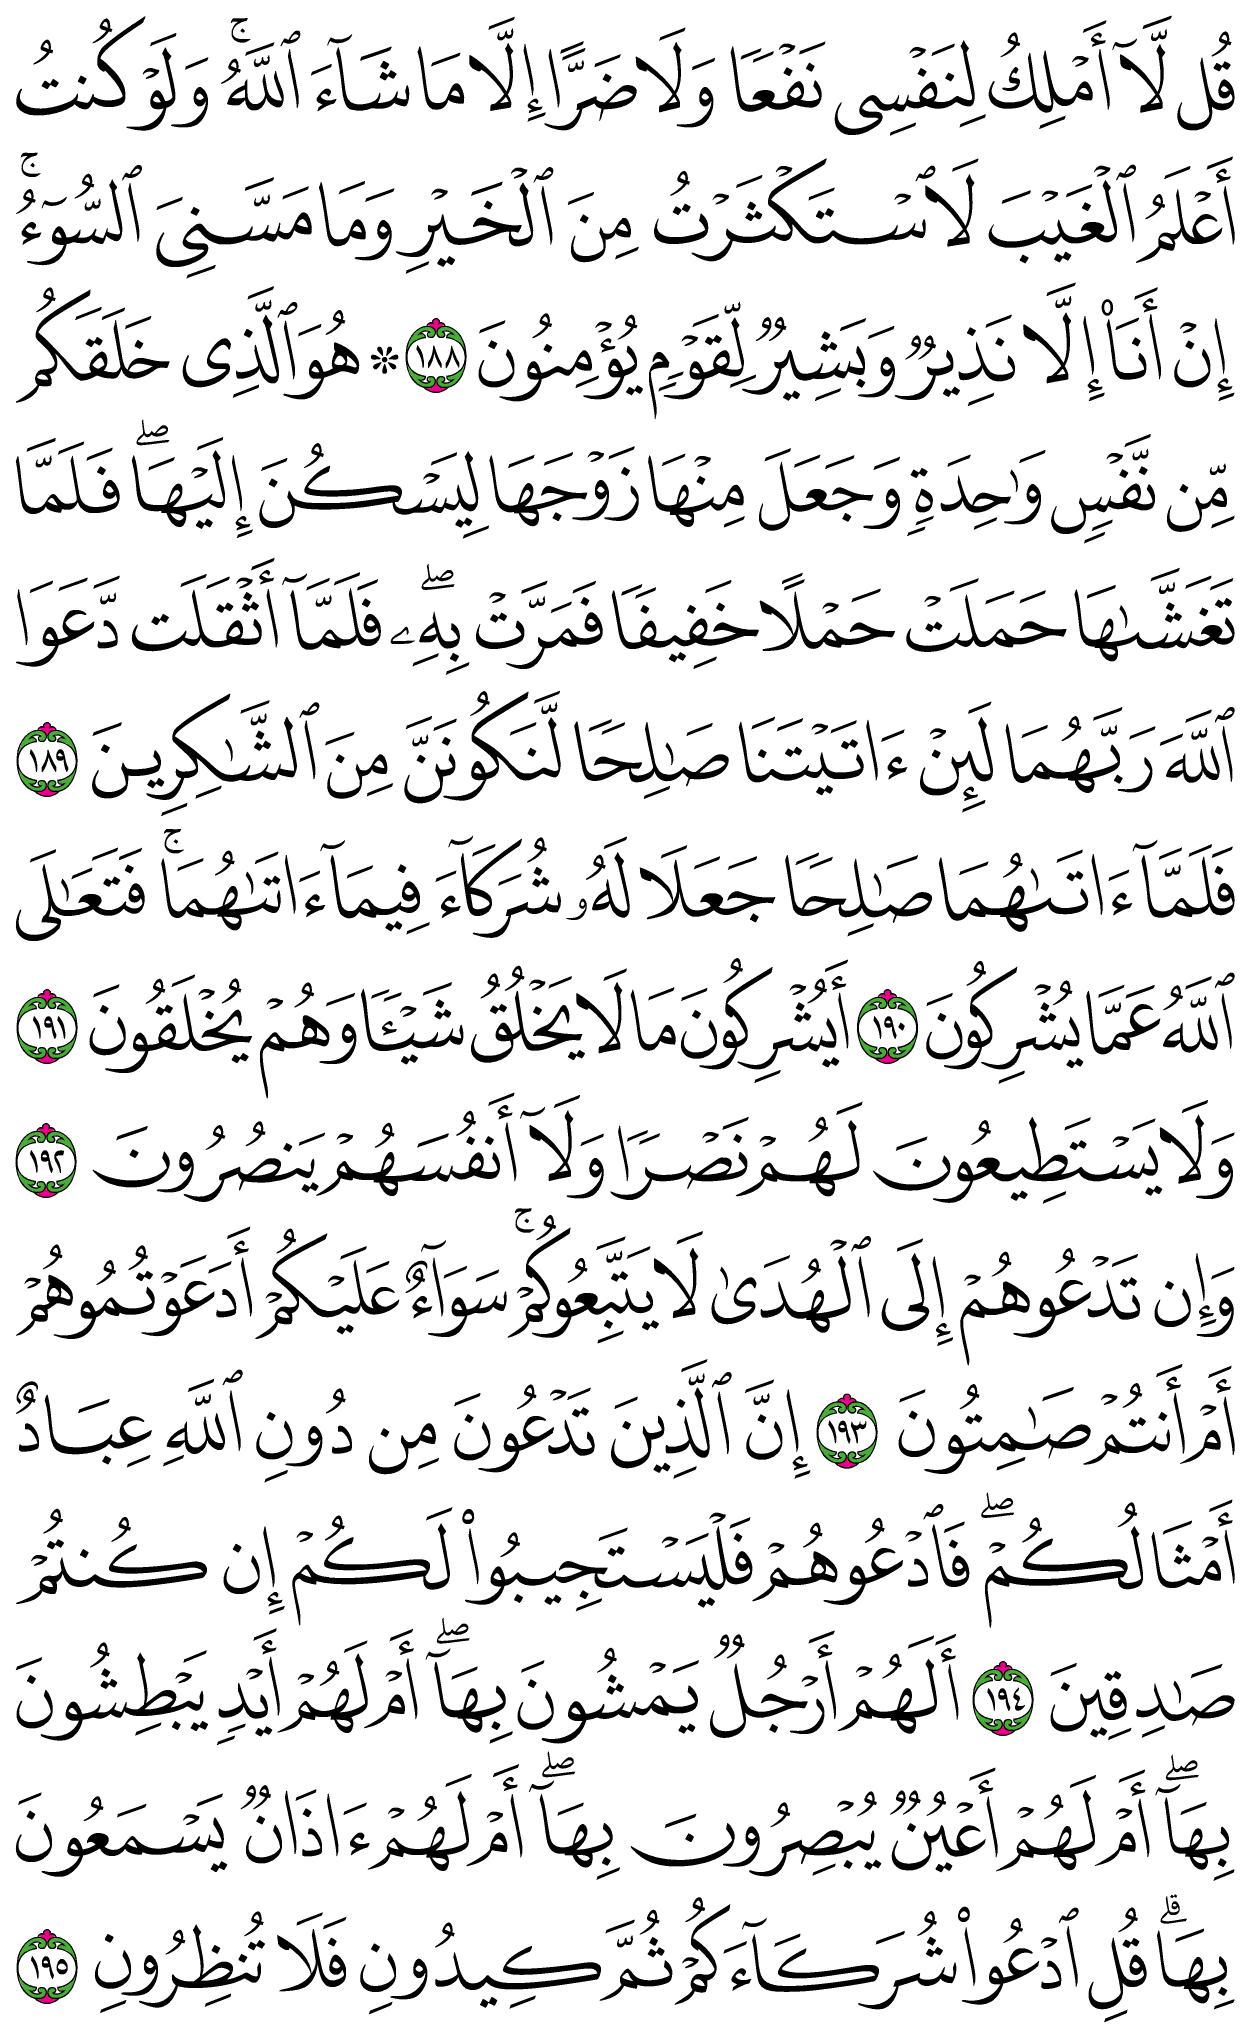 قُل لَّآ أَمۡلِكُ لِنَفۡسِي نَفۡعٗا وَلَا ضَرًّا إِلَّا مَا شَآءَ ٱللَّهُۚ وَلَوۡ كُنتُ
أَعۡلَمُ ٱلۡغَيۡبَ لَٱسۡتَكۡثَرۡتُ مِنَ ٱلۡخَيۡرِ وَمَا مَسَّنِيَ ٱلسُّوٓءُۚ
إِنۡ أَنَا۠ إِلَّا نَذِيرٞ وَبَشِيرٞ لِّقَوۡمٖ يُؤۡمِنُونَ ١٨٨ ۞ هُوَ ٱلَّذِي خَلَقَكُم
مِّن نَّفۡسٖ وَٰحِدَةٖ وَجَعَلَ مِنۡهَا زَوۡجَهَا لِيَسۡكُنَ إِلَيۡهَاۖ فَلَمَّا
تَغَشَّىٰهَا حَمَلَتۡ حَمۡلًا خَفِيفٗا فَمَرَّتۡ بِهِۦۖ فَلَمَّآ أَثۡقَلَت دَّعَوَا
ٱللَّهَ رَبَّهُمَا لَئِنۡ ءَاتَيۡتَنَا صَٰلِحٗا لَّنَكُونَنَّ مِنَ ٱلشَّٰكِرِينَ ١٨٩
فَلَمَّآ ءَاتَىٰهُمَا صَٰلِحٗا جَعَلَا لَهُۥ شُرَكَآءَ فِيمَآ ءَاتَىٰهُمَاۚ فَتَعَٰلَى
ٱللَّهُ عَمَّا يُشۡرِكُونَ ١٩٠ أَيُشۡرِكُونَ مَا لَا يَخۡلُقُ شَيۡـٔٗا وَهُمۡ يُخۡلَقُونَ ١٩١
وَلَا يَسۡتَطِيعُونَ لَهُمۡ نَصۡرٗا وَلَآ أَنفُسَهُمۡ يَنصُرُونَ ١٩٢
وَإِن تَدۡعُوهُمۡ إِلَى ٱلۡهُدَىٰ لَا يَتَّبِعُوكُمۡۚ سَوَآءٌ عَلَيۡكُمۡ أَدَعَوۡتُمُوهُمۡ
أَمۡ أَنتُمۡ صَٰمِتُونَ ١٩٣ إِنَّ ٱلَّذِينَ تَدۡعُونَ مِن دُونِ ٱللَّهِ عِبَادٌ
أَمۡثَالُكُمۡۖ فَٱدۡعُوهُمۡ فَلۡيَسۡتَجِيبُواْ لَكُمۡ إِن كُنتُمۡ
صَٰدِقِينَ ١٩٤ أَلَهُمۡ أَرۡجُلٞ يَمۡشُونَ بِهَآۖ أَمۡ لَهُمۡ أَيۡدٖ يَبۡطِشُونَ
بِهَآۖ أَمۡ لَهُمۡ أَعۡيُنٞ يُبۡصِرُونَ بِهَآۖ أَمۡ لَهُمۡ ءَاذَانٞ يَسۡمَعُونَ
بِهَاۗ قُلِ ٱدۡعُواْ شُرَكَآءَكُمۡ ثُمَّ كِيدُونِ فَلَا تُنظِرُونِ ١٩٥